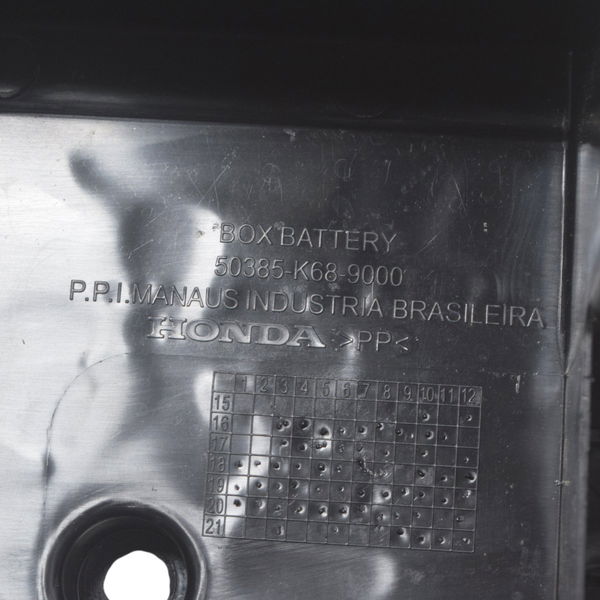 BOX BATTERY
50385-K68-9000
P.P.I.MANAUS INDUSTRIA BRASILEIRA
HONDA >PP<
1 2 3 4 5 6 7 8 9 10 11 12
15
16
17
18
19
20
21